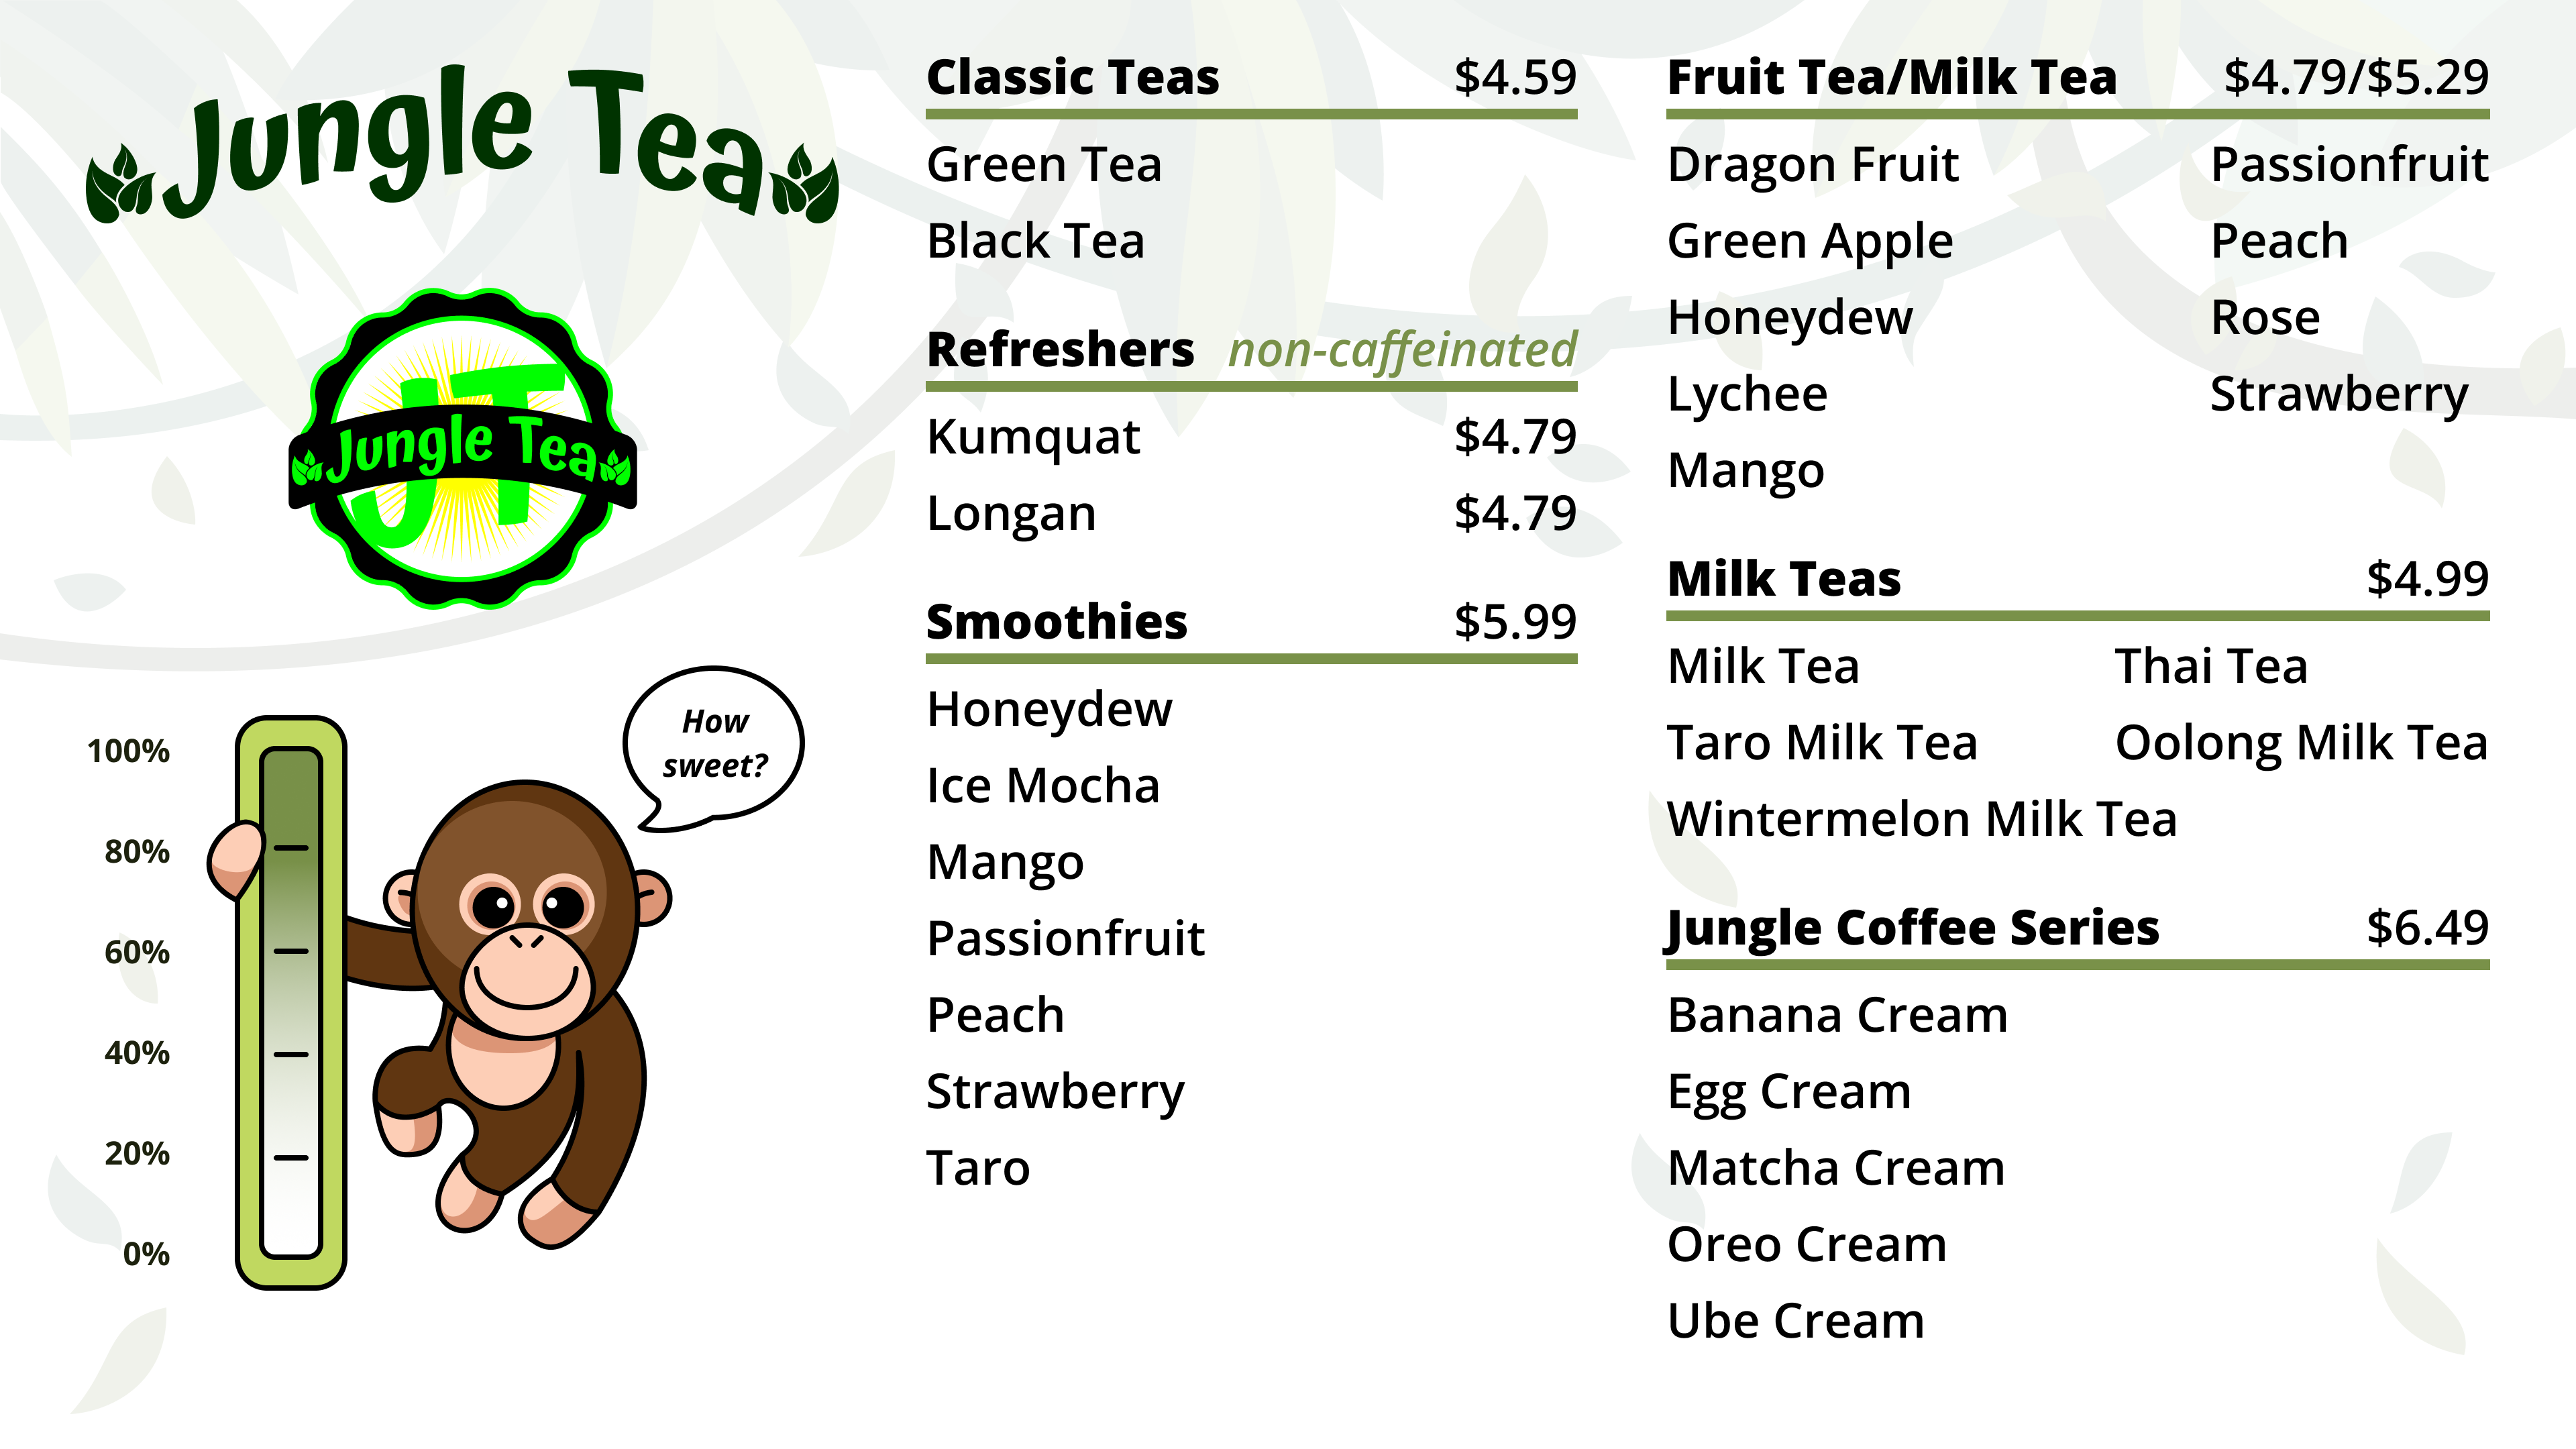 Jungle Tea
JT
Jungle Tea
How
sweet?
100%
80%
60%
40%
20%
0%
Classic Teas $4.59
Green Tea
Black Tea
Refreshers non-caffeinated
Kumquat $4.79
Longan $4.79
Smoothies $5.99
Honeydew
Ice Mocha
Mango
Passionfruit
Peach
Strawberry
Taro
Fruit Tea/Milk Tea $4.79/$5.29
Dragon Fruit Passionfruit
Green Apple Peach
Honeydew Rose
Lychee Strawberry
Mango
Milk Teas $4.99
Milk Tea Thai Tea
Taro Milk Tea Oolong Milk Tea
Wintermelon Milk Tea
Jungle Coffee Series $6.49
Banana Cream
Egg Cream
Matcha Cream
Oreo Cream
Ube Cream